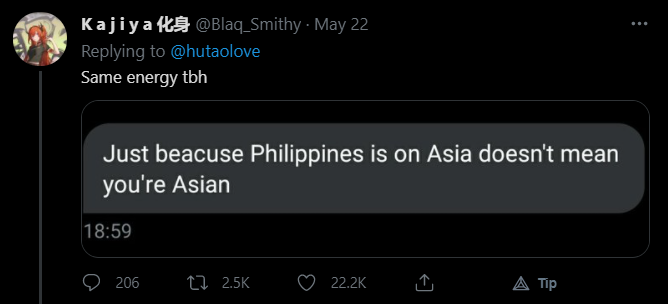 K a j i y a 化身 @Blaq_Smithy · May 22
Replying to @hutaolove
Same energy tbh
Just beacuse Philippines is on Asia doesn't mean
you're Asian
18:59
206 2.5K 22.2K Tip